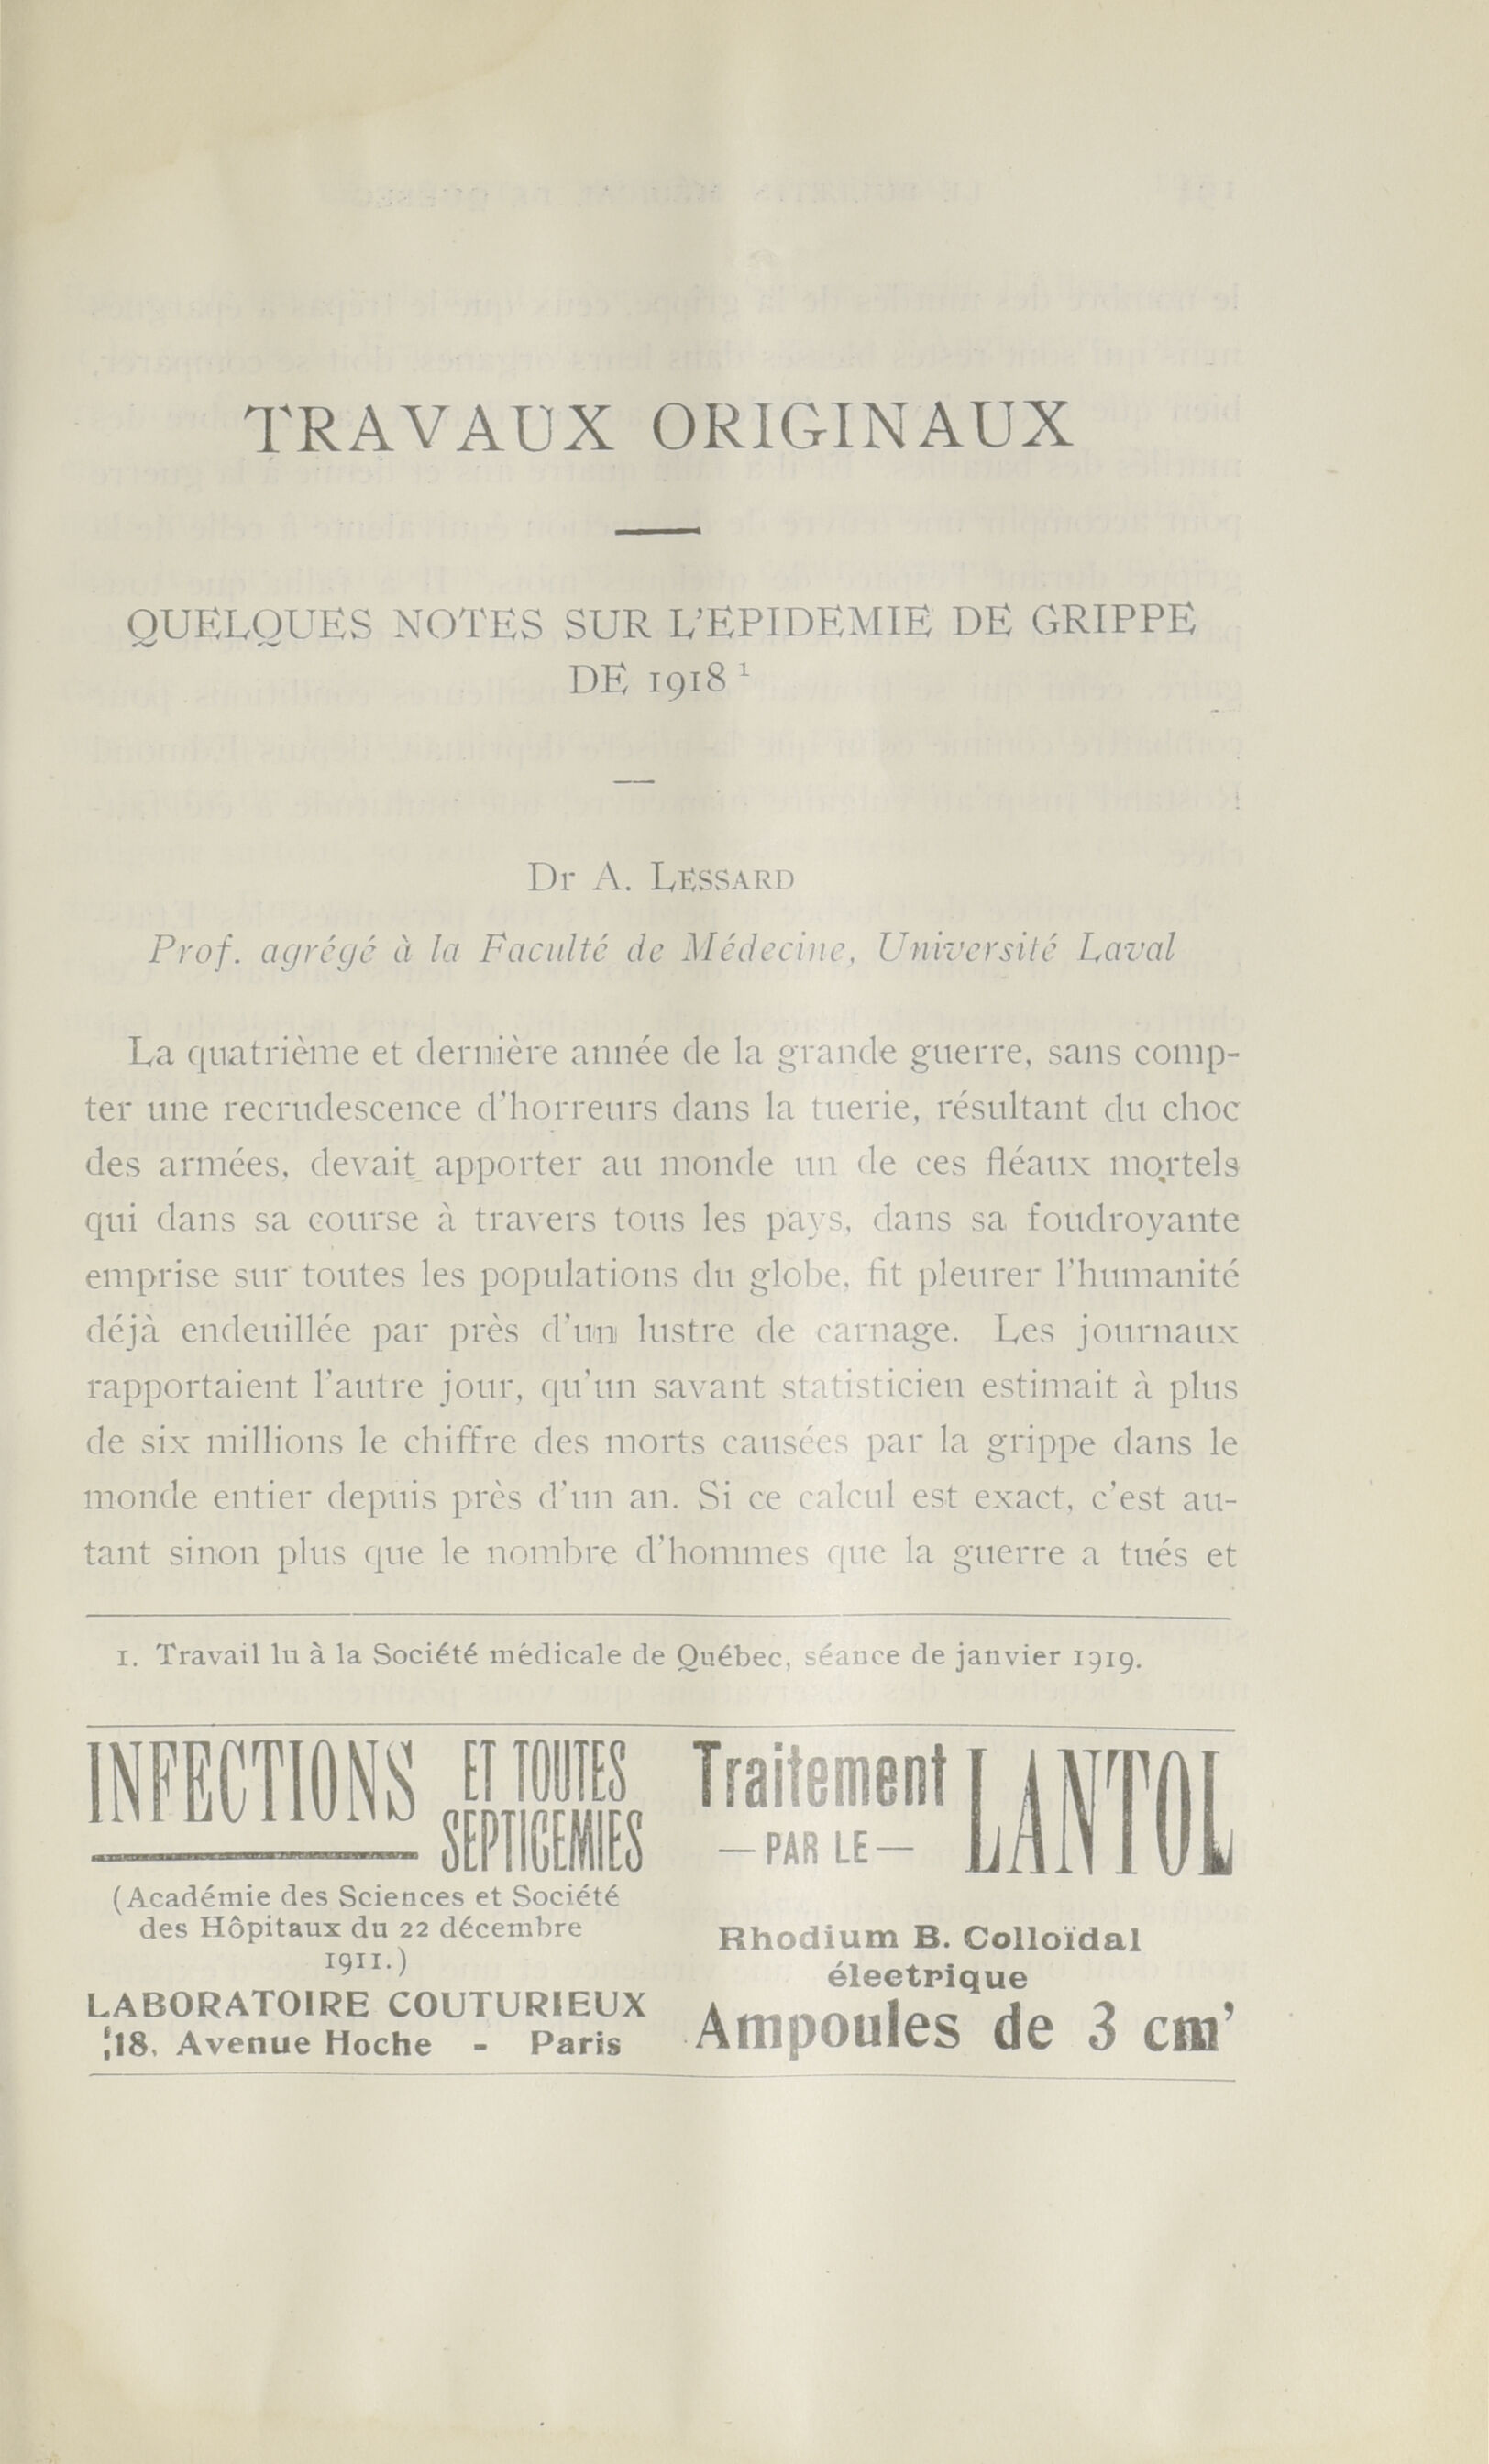 TRAVAUX ORIGINAUX
QUELQUES NOTES SUR L'EPIDEMIE DE GRIPPE
DE 1918 ¹
Dr A. LESSARD
Prof. agrégé à la Faculté de Médecine, Université Laval
La quatrième et dernière année de la grande guerre, sans comp-
ter une recrudescence d'horreurs dans la tuerie, résultant du choc
des armées, devait apporter au monde un de ces fléaux mortels
qui dans sa course à travers tous les pays, dans sa foudroyante
emprise sur toutes les populations du globe, fit pleurer l'humanité
déjà endeuillée par près d'un lustre de carnage. Les journaux
rapportaient l'autre jour, qu'un savant statisticien estimait à plus
de six millions le chiffre des morts causées par la grippe dans le
monde entier depuis près d'un an. Si ce calcul est exact, c'est au-
tant sinon plus que le nombre d'hommes que la guerre a tués et
1. Travail lu à la Société médicale de Québec, séance de janvier 1919.
INFECTIONS ET TOUTES
SEPTICEMIES
(Académie des Sciences et Société
des Hôpitaux du 22 décembre
1911.)
LABORATOIRE COUTURIEUX
18, Avenue Hoche - Paris
Traitement
— PAR LE —
LANTOL
Rhodium B. Colloïdal
électrique
Ampoules de 3 cm'